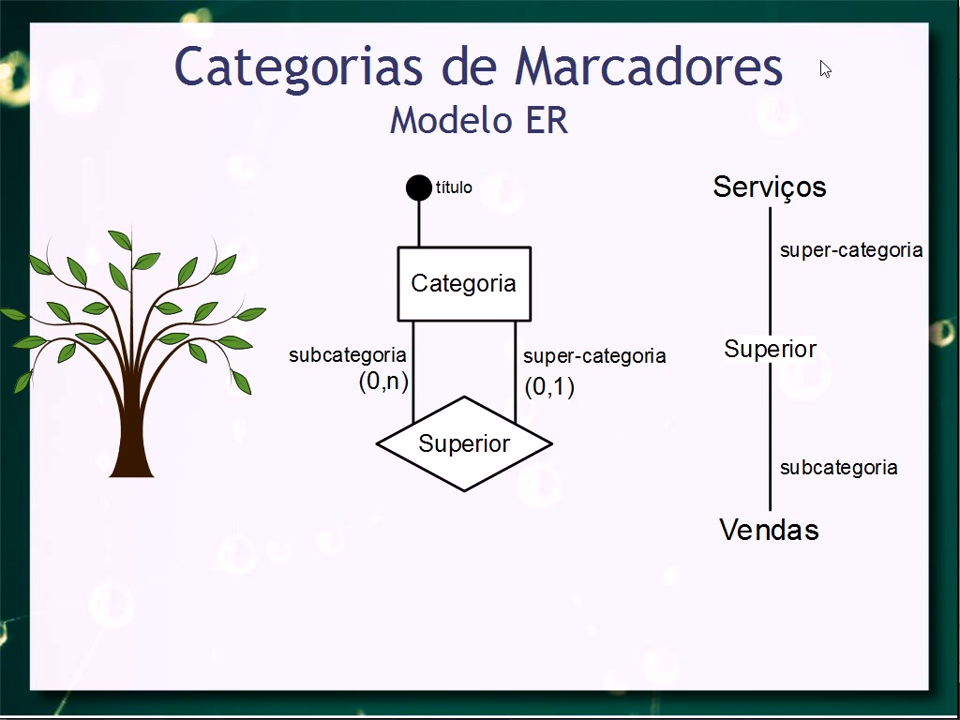 Categorias de Marcadores
Modelo ER
título
Categoria
subcategoria
(0,n)
super-categoria
(0,1)
Superior
Serviços
super-categoria
Superior
subcategoria
Vendas